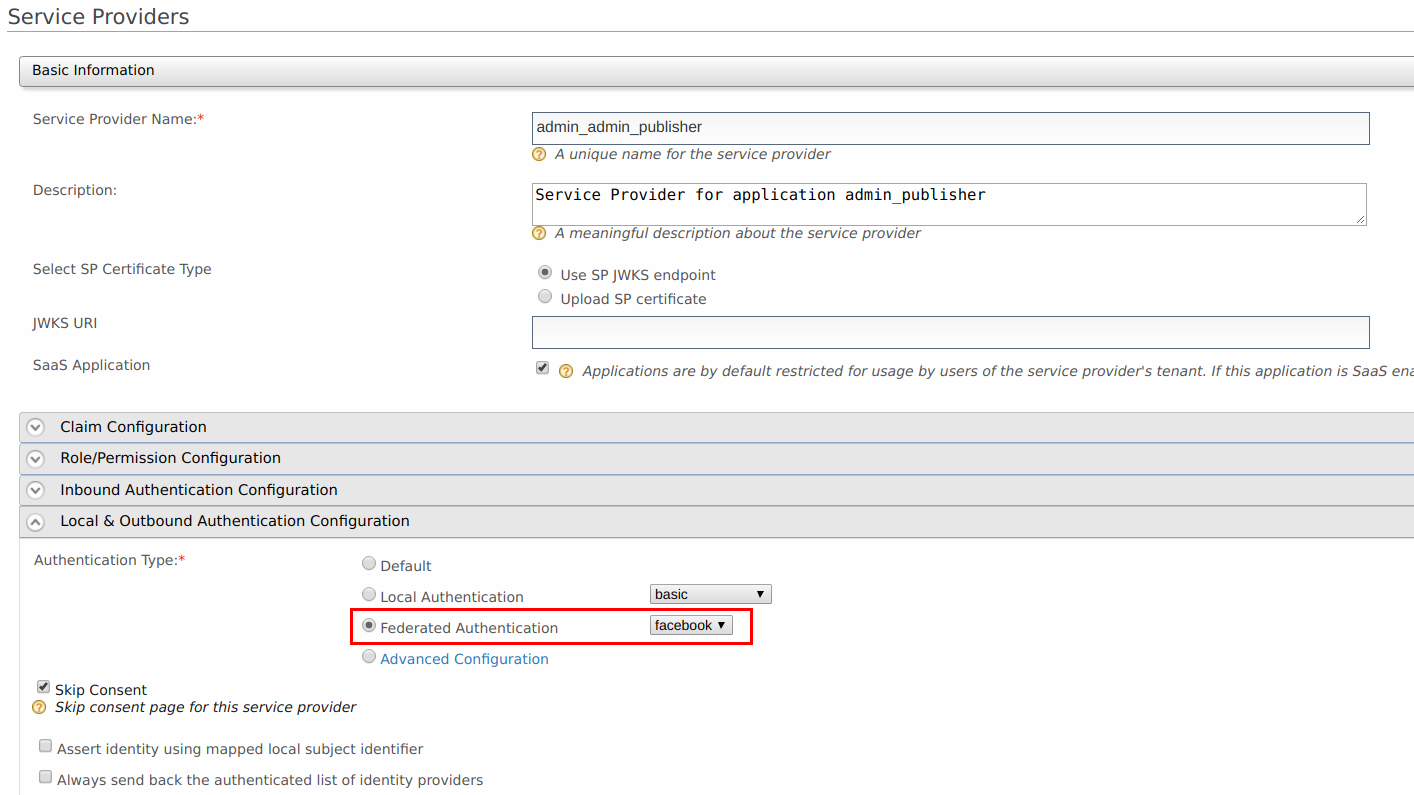 Service Providers
Basic Information
Service Provider Name:*
admin_admin_publisher
? A unique name for the service provider
Description:
Service Provider for application admin_publisher
? A meaningful description about the service provider
Select SP Certificate Type
Use SP JWKS endpoint
Upload SP certificate
JWKS URI
SaaS Application
? Applications are by default restricted for usage by users of the service provider's tenant. If this application is SaaS ena
Claim Configuration
Role/Permission Configuration
Inbound Authentication Configuration
Local & Outbound Authentication Configuration
Authentication Type:*
Default
Local Authentication basic
Federated Authentication facebook
Advanced Configuration
Skip Consent
? Skip consent page for this service provider
Assert identity using mapped local subject identifier
Always send back the authenticated list of identity providers